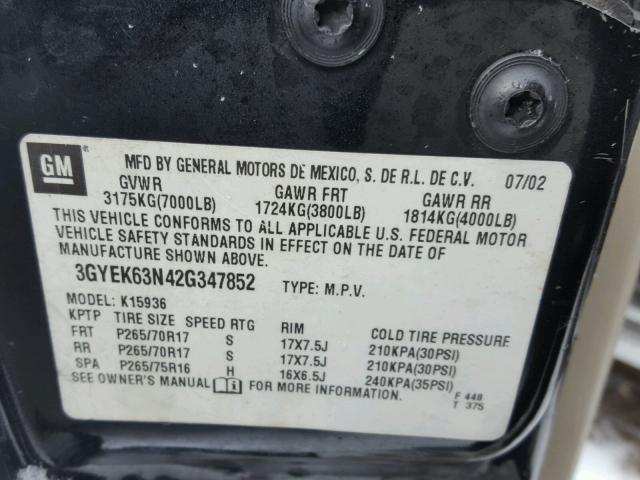 GM
MFD BY GENERAL MOTORS DE MEXICO, S. DE R.L. DE C.V. 07/02
GVWR GAWR FRT GAWR RR
3175KG(7000LB) 1724KG(3800LB) 1814KG(4000LB)
THIS VEHICLE CONFORMS TO ALL APPLICABLE U.S. FEDERAL MOTOR
VEHICLE SAFETY STANDARDS IN EFFECT ON THE DATE OF
MANUFACTURE SHOWN ABOVE.
3GYEK63N42G347852 TYPE: M.P.V.
MODEL: K15936
KPTP TIRE SIZE SPEED RTG RIM COLD TIRE PRESSURE
FRT P265/70R17 S 17X7.5J 210KPA(30PSI)
RR P265/70R17 S 17X7.5J 210KPA(30PSI)
SPA P265/75R16 H 16X6.5J 240KPA(35PSI)
SEE OWNER'S MANUAL FOR MORE INFORMATION.
F 448
T 375